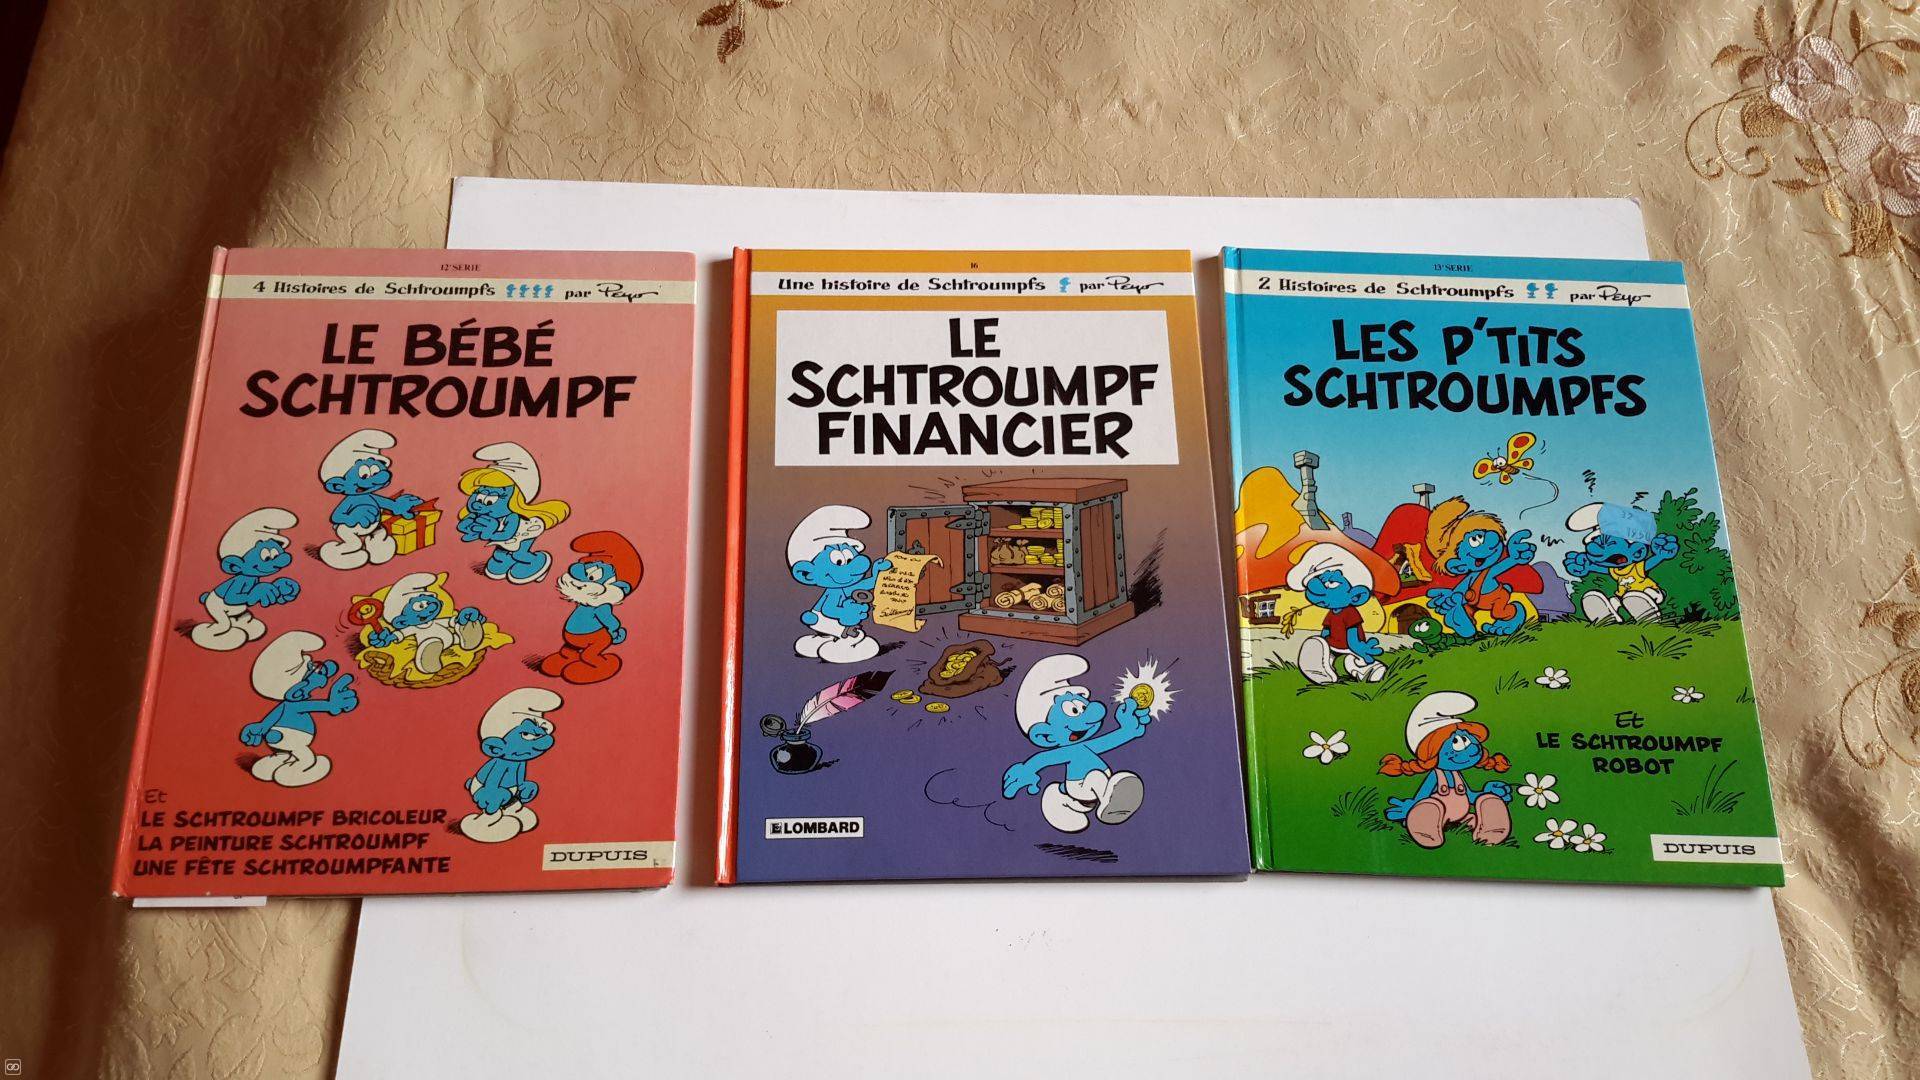 12e SERIE
4 Histoires de Schtroumpfs par Peyo
LE BÉBÉ
SCHTROUMPF
Et
LE SCHTROUMPF BRICOLEUR
LA PEINTURE SCHTROUMPF
UNE FÊTE SCHTROUMPFANTE
DUPUIS
16
Une histoire de Schtroumpfs par Peyo
LE
SCHTROUMPF
FINANCIER
LOMBARD
13e SERIE
2 Histoires de Schtroumpfs par Peyo
LES P'TITS
SCHTROUMPFS
Et
LE SCHTROUMPF
ROBOT
DUPUIS